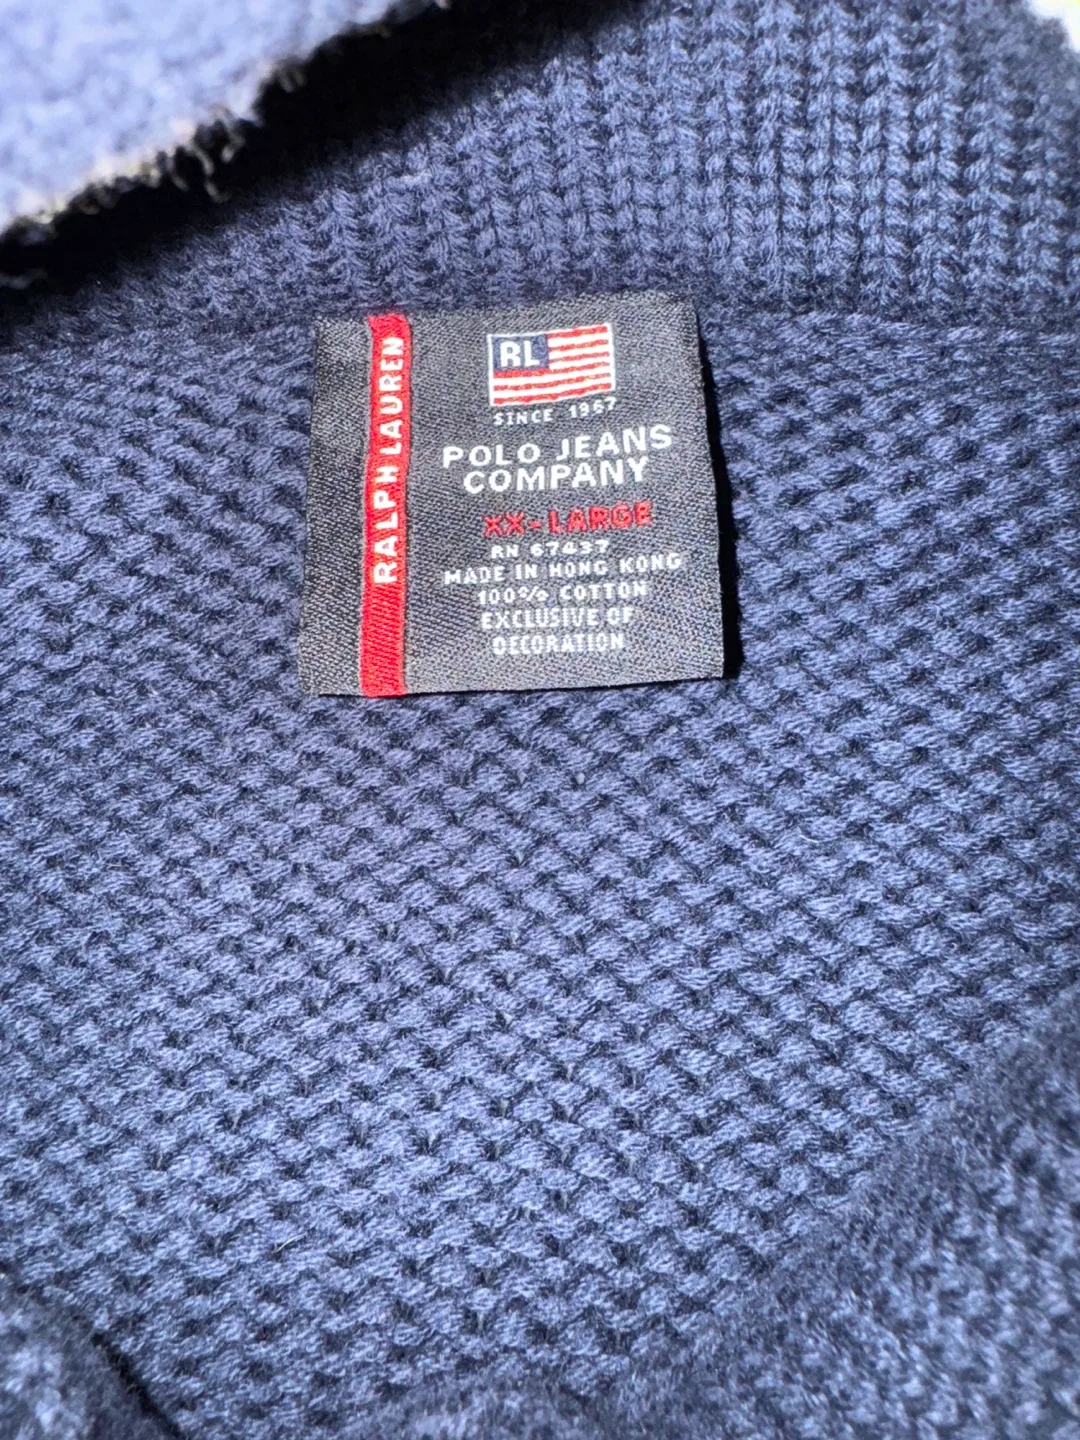 RALPH LAUREN
RL
SINCE 1967
POLO JEANS
COMPANY
XX-LARGE
RN 67437
MADE IN HONG KONG
100% COTTON
EXCLUSIVE OF
DECORATION